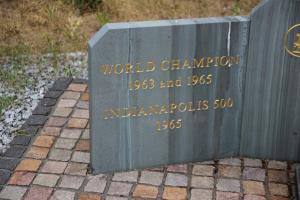 WORLD CHAMPION
1963 and 1965
INDIANAPOLIS 500
1965